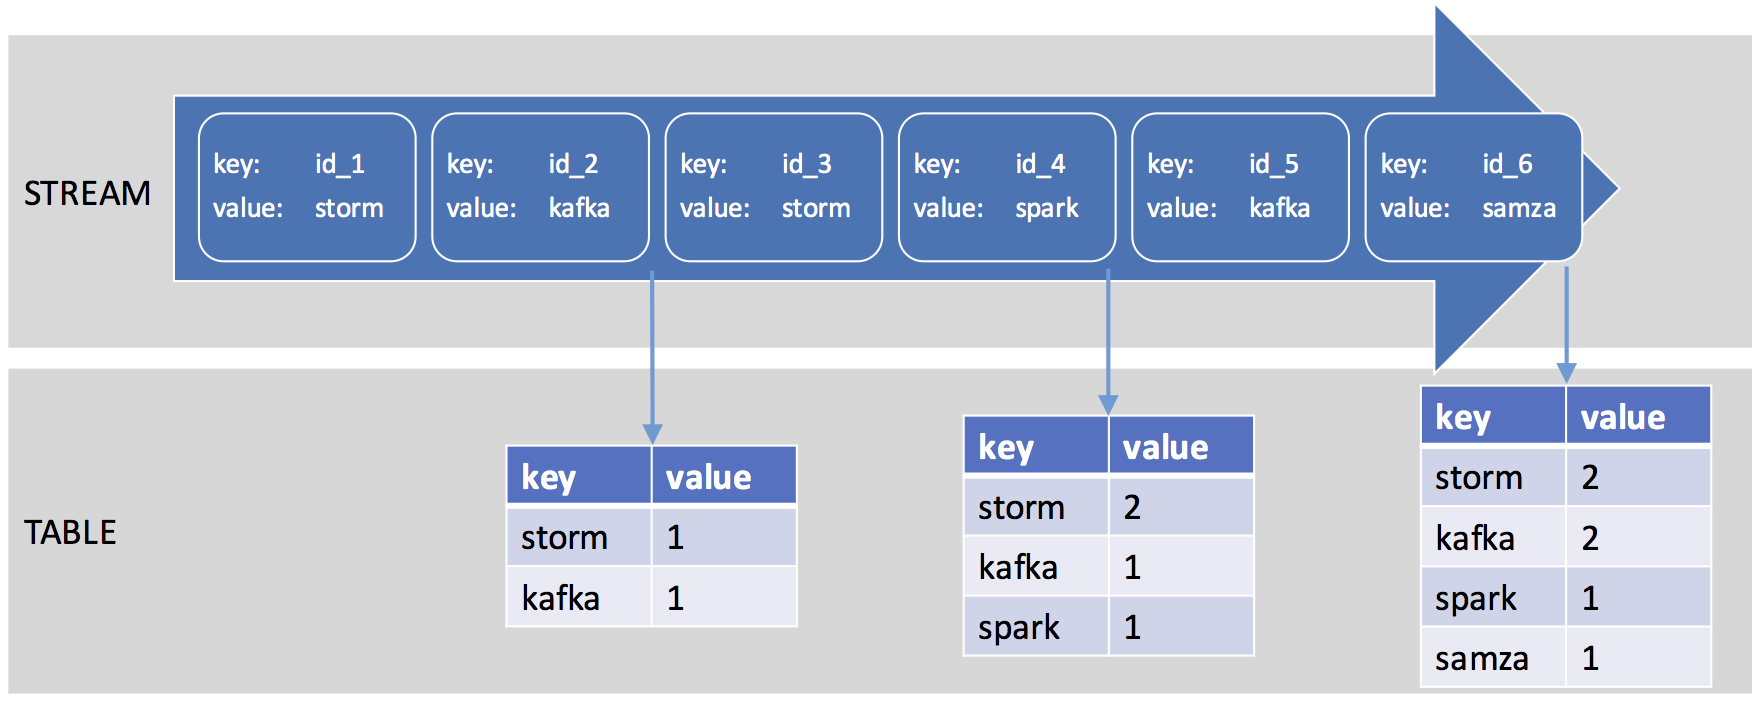 STREAM
key: id_1
value: storm
key: id_2
value: kafka
key: id_3
value: storm
key: id_4
value: spark
key: id_5
value: kafka
key: id_6
value: samza
TABLE
key value
storm 1
kafka 1
key value
storm 2
kafka 1
spark 1
key value
storm 2
kafka 2
spark 1
samza 1